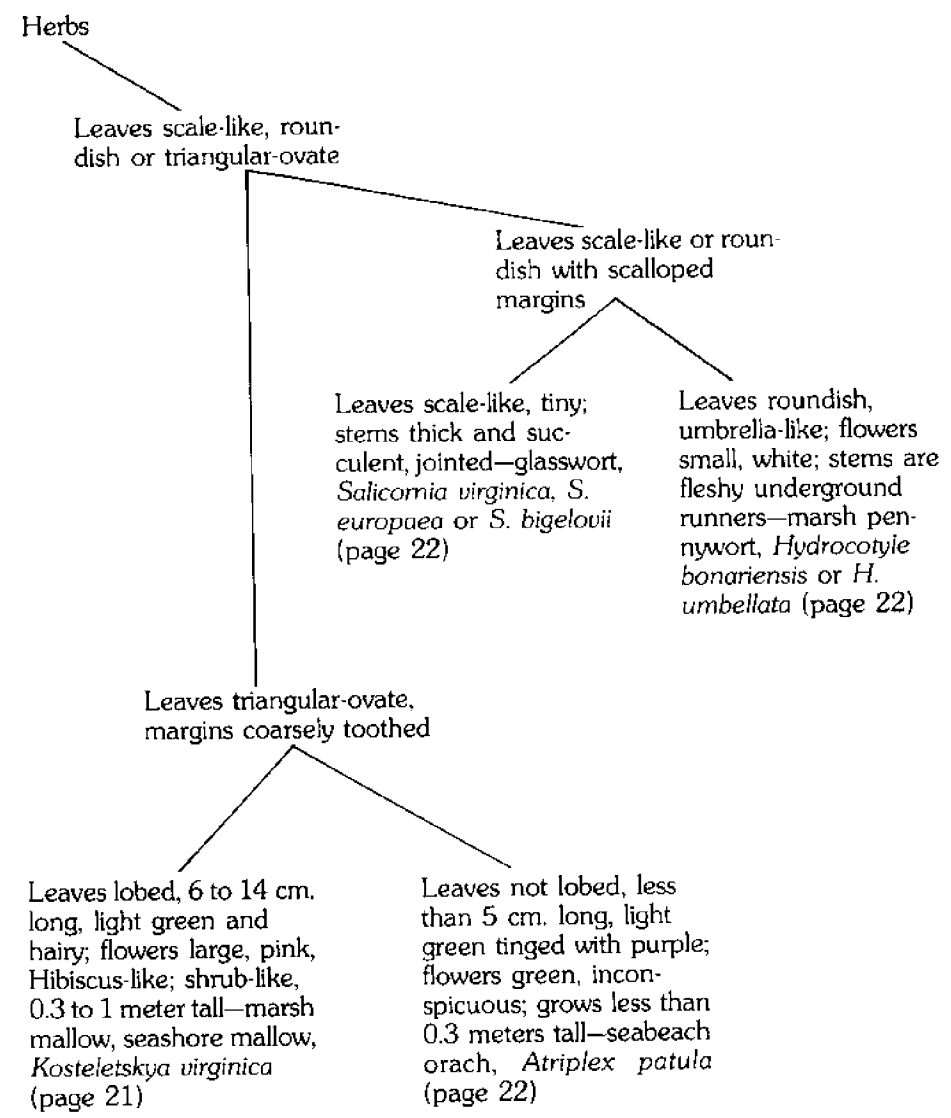 Herbs
Leaves scale-like, roun-
dish or triangular-ovate
Leaves scale-like or roun-
dish with scalloped
margins
Leaves scale-like, tiny;
stems thick and suc-
culent, jointed—glasswort,
Salicornia virginica, S.
europaea or S. bigelovii
(page 22)
Leaves roundish,
umbrella-like; flowers
small, white; stems are
fleshy underground
runners—marsh pen-
nywort, Hydrocotyle
bonariensis or H.
umbellata (page 22)
Leaves triangular-ovate,
margins coarsely toothed
Leaves lobed, 6 to 14 cm.
long, light green and
hairy; flowers large, pink,
Hibiscus-like; shrub-like,
0.3 to 1 meter tall—marsh
mallow, seashore mallow,
Kosteletskya virginica
(page 21)
Leaves not lobed, less
than 5 cm. long, light
green tinged with purple;
flowers green, incon-
spicuous; grows less than
0.3 meters tall—seabeach
orach, Atriplex patula
(page 22)